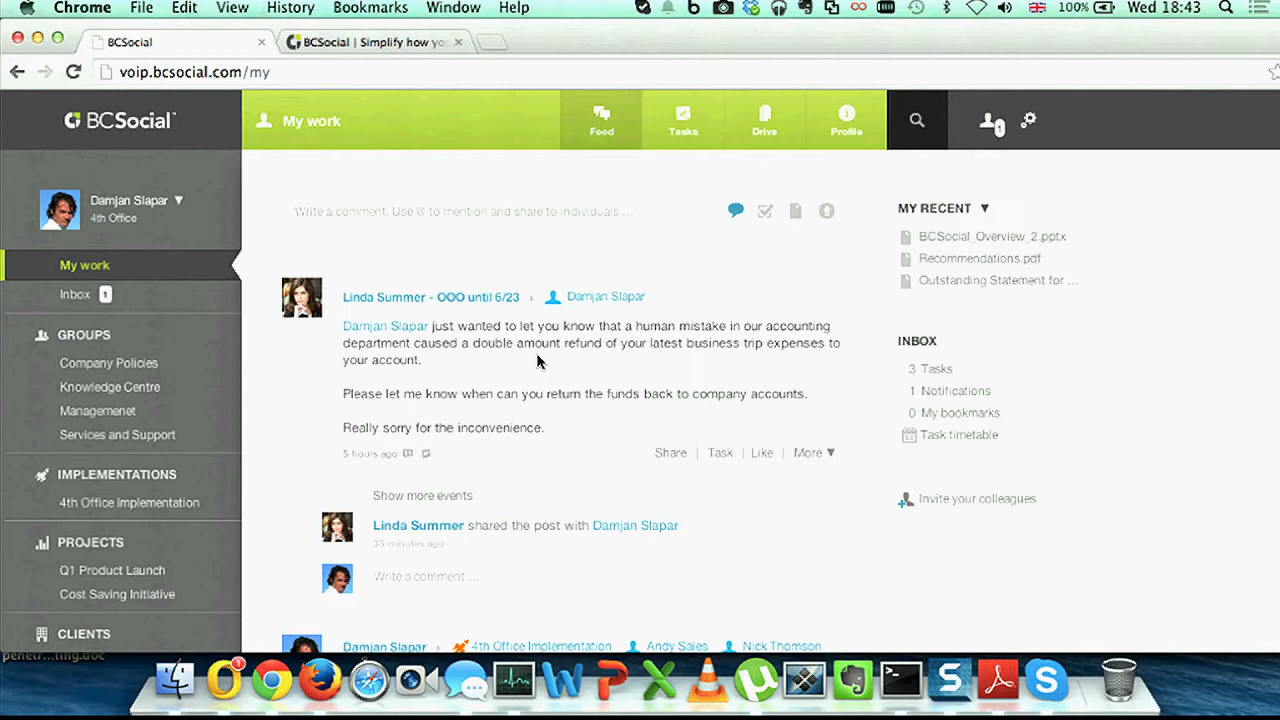 Chrome File Edit View History Bookmarks Window Help 100% Wed 18:43
BCSocial
BCSocial | Simplify how yo
voip.bcsocial.com/my
BCSocial™
My work
Feed
Tasks
Drive
Profile
1
Damjan Slapar ▼
4th Office
My work
Inbox 1
GROUPS
Company Policies
Knowledge Centre
Managemenet
Services and Support
IMPLEMENTATIONS
4th Office Implementation
PROJECTS
Q1 Product Launch
Cost Saving Initiative
CLIENTS
Write a comment. Use @ to mention and share to individuals ...
Linda Summer - OOO until 6/23 › Damjan Slapar
Damjan Slapar just wanted to let you know that a human mistake in our accounting
department caused a double amount refund of your latest business trip expenses to
your account.
Please let me know when can you return the funds back to company accounts.
Really sorry for the inconvenience.
5 hours ago
Share | Task | Like | More ▼
Show more events
Linda Summer shared the post with Damjan Slapar
35 minutes ago
Write a comment ...
Damjan Slapar › 4th Office Implementation Andy Sales Nick Thomson
MY RECENT ▼
BCSocial_Overview_2.pptx
Recommendations.pdf
Outstanding Statement for ...
INBOX
3 Tasks
1 Notifications
0 My bookmarks
Task timetable
Invite your colleagues